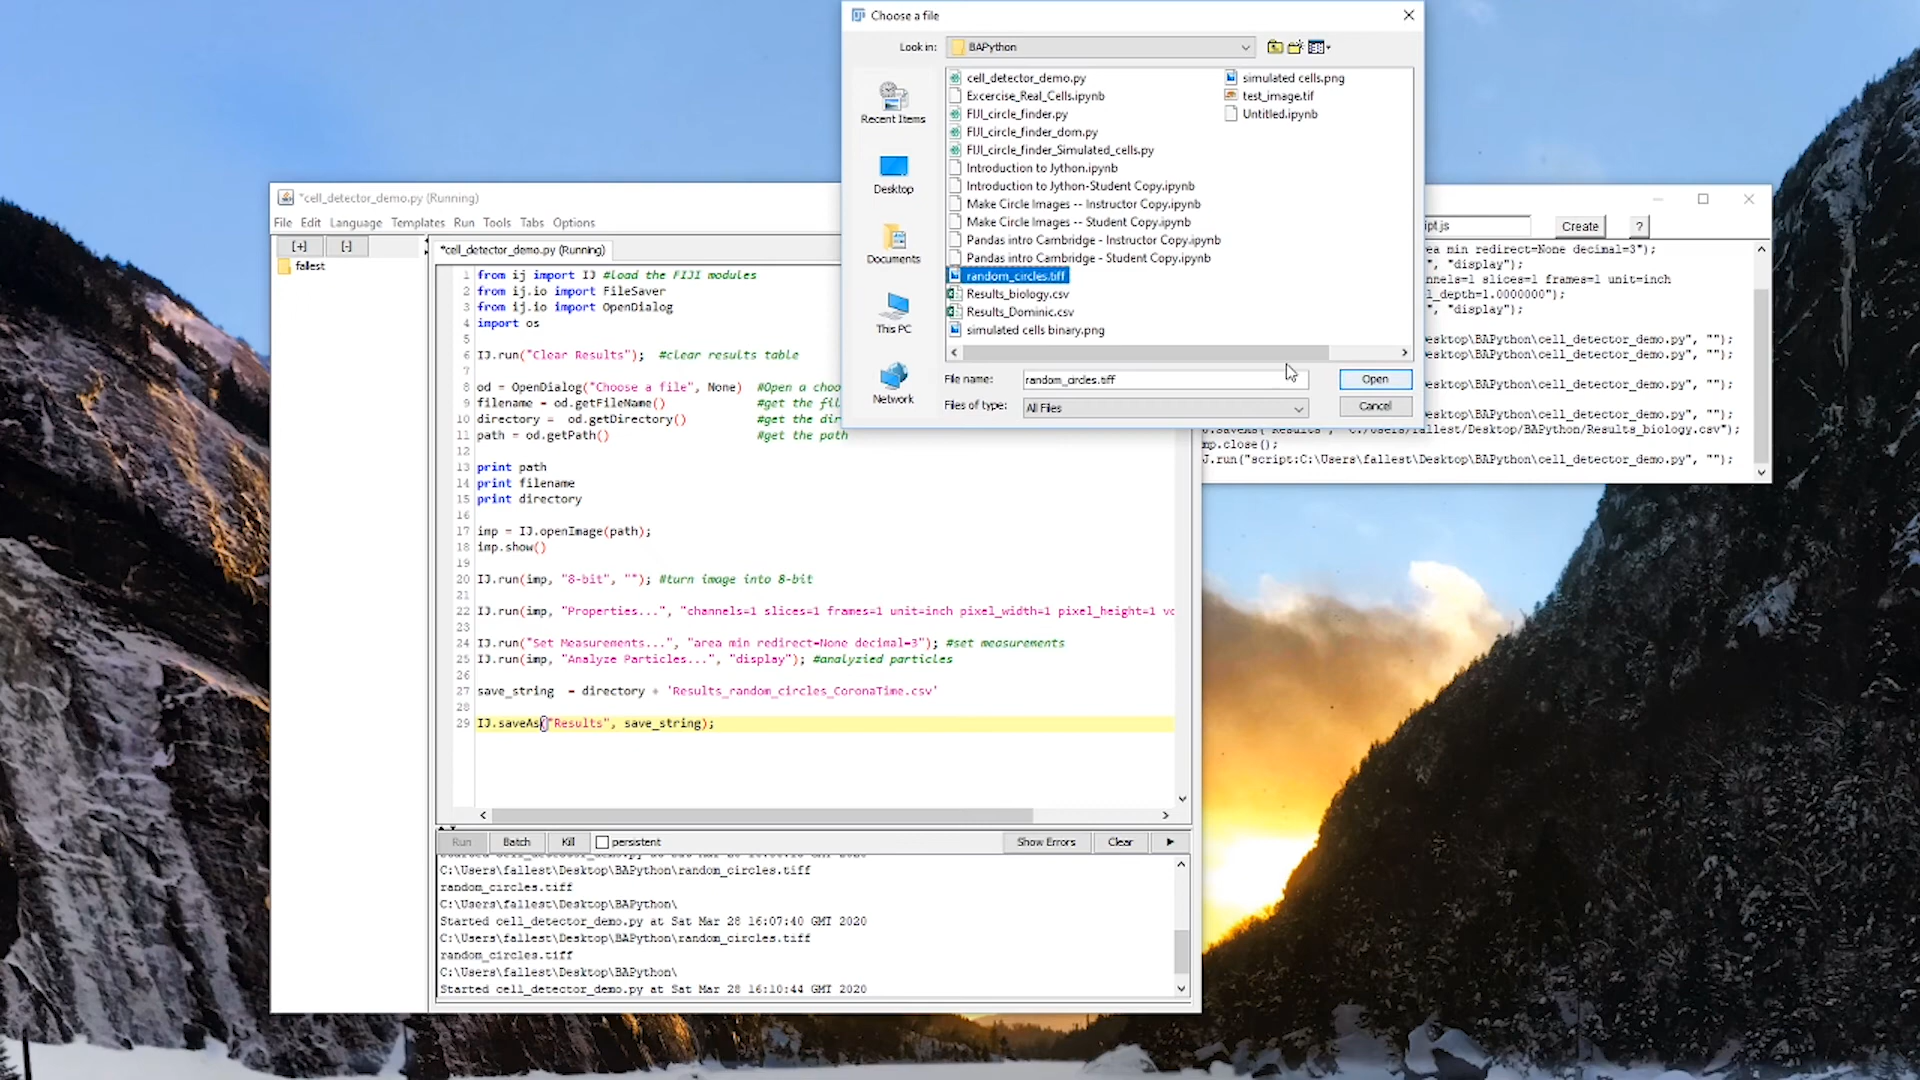 Choose a file
Look in: BAPython
Recent Items
Desktop
Documents
This PC
Network
cell_detector_demo.py
Excercise_Real_Cells.ipynb
FIJI_circle_finder.py
FIJI_circle_finder_dom.py
FIJI_circle_finder_Simulated_cells.py
Introduction to Jython.ipynb
Introduction to Jython-Student Copy.ipynb
Make Circle Images -- Instructor Copy.ipynb
Make Circle Images -- Student Copy.ipynb
Pandas intro Cambridge - Instructor Copy.ipynb
Pandas intro Cambridge - Student Copy.ipynb
random_circles.tiff
Results_biology.csv
Results_Dominic.csv
simulated cells binary.png
simulated cells.png
test_image.tif
Untitled.ipynb
File name: random_circles.tiff Open
Files of type: All Files Cancel
*cell_detector_demo.py (Running)
File Edit Language Templates Run Tools Tabs Options
[+] [-]
fallest
*cell_detector_demo.py (Running)
1 from ij import IJ #load the FIJI modules
2 from ij.io import FileSaver
3 from ij.io import OpenDialog
4 import os
5
6 IJ.run("Clear Results"); #clear results table
7
8 od = OpenDialog("Choose a file", None) #Open a choo
9 filename = od.getFileName() #get the fil
10 directory = od.getDirectory() #get the dir
11 path = od.getPath() #get the path
12
13 print path
14 print filename
15 print directory
16
17 imp = IJ.openImage(path);
18 imp.show()
19
20 IJ.run(imp, "8-bit", ""); #turn image into 8-bit
21
22 IJ.run(imp, "Properties...", "channels=1 slices=1 frames=1 unit=inch pixel_width=1 pixel_height=1 vo
23
24 IJ.run("Set Measurements...", "area min redirect=None decimal=3"); #set measurements
25 IJ.run(imp, "Analyze Particles...", "display"); #analyzied particles
26
27 save_string = directory + 'Results_random_circles_CoronaTime.csv'
28
29 IJ.saveAs("Results", save_string);
Run Batch Kill persistent Show Errors Clear
C:\Users\fallest\Desktop\BAPython\random_circles.tiff
random_circles.tiff
C:\Users\fallest\Desktop\BAPython\
Started cell_detector_demo.py at Sat Mar 28 16:07:40 GMT 2020
C:\Users\fallest\Desktop\BAPython\random_circles.tiff
random_circles.tiff
C:\Users\fallest\Desktop\BAPython\
Started cell_detector_demo.py at Sat Mar 28 16:10:44 GMT 2020
ipt.js Create ?
ea min redirect=None decimal=3");
", "display");
nnels=1 slices=1 frames=1 unit=inch
l_depth=1.0000000");
", "display");
esktop\BAPython\cell_detector_demo.py", "");
esktop\BAPython\cell_detector_demo.py", "");
esktop\BAPython\cell_detector_demo.py", "");
esktop\BAPython\cell_detector_demo.py", "");
J.saveAs("Results", "C:/Users/fallest/Desktop/BAPython/Results_biology.csv");
mp.close();
J.run("script:C:\Users\fallest\Desktop\BAPython\cell_detector_demo.py", "");